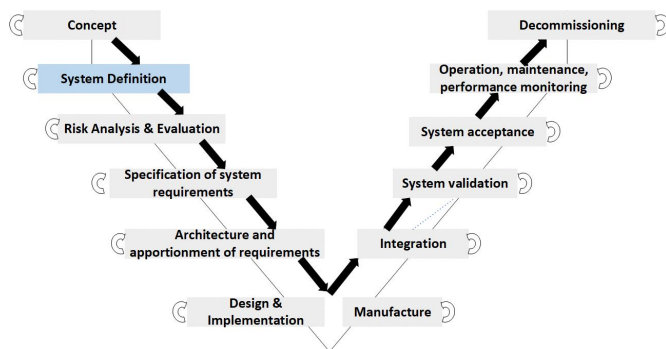 Concept
System Definition
Risk Analysis & Evaluation
Specification of system
requirements
Architecture and
apportionment of requirements
Design &
Implementation
Manufacture
Integration
System validation
System acceptance
Operation, maintenance,
performance monitoring
Decommissioning